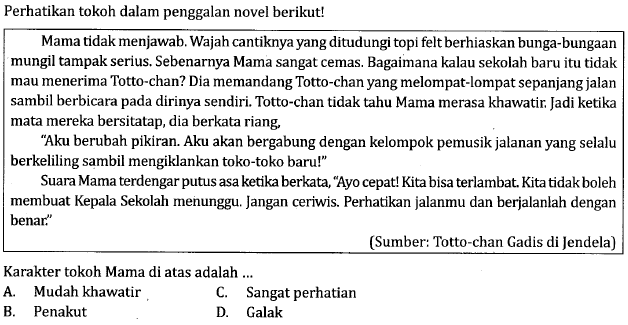 Perhatikan tokoh dalam penggalan novel berikut!
Mama tidak menjawab. Wajah cantiknya yang ditudungi topi felt berhiaskan bunga-bungaan
mungil tampak serius. Sebenarnya Mama sangat cemas. Bagaimana kalau sekolah baru itu tidak
mau menerima Totto-chan? Dia memandang Totto-chan yang melompat-lompat sepanjang jalan
sambil berbicara pada dirinya sendiri. Totto-chan tidak tahu Mama merasa khawatir. Jadi ketika
mata mereka bersitatap, dia berkata riang,
“Aku berubah pikiran. Aku akan bergabung dengan kelompok pemusik jalanan yang selalu
berkeliling sambil mengiklankan toko-toko baru!”
Suara Mama terdengar putus asa ketika berkata, “Ayo cepat! Kita bisa terlambat. Kita tidak boleh
membuat Kepala Sekolah menunggu. Jangan ceriwis. Perhatikan jalanmu dan berjalanlah dengan
benar.”
(Sumber: Totto-chan Gadis di Jendela)
Karakter tokoh Mama di atas adalah ...
A. Mudah khawatir C. Sangat perhatian
B. Penakut D. Galak